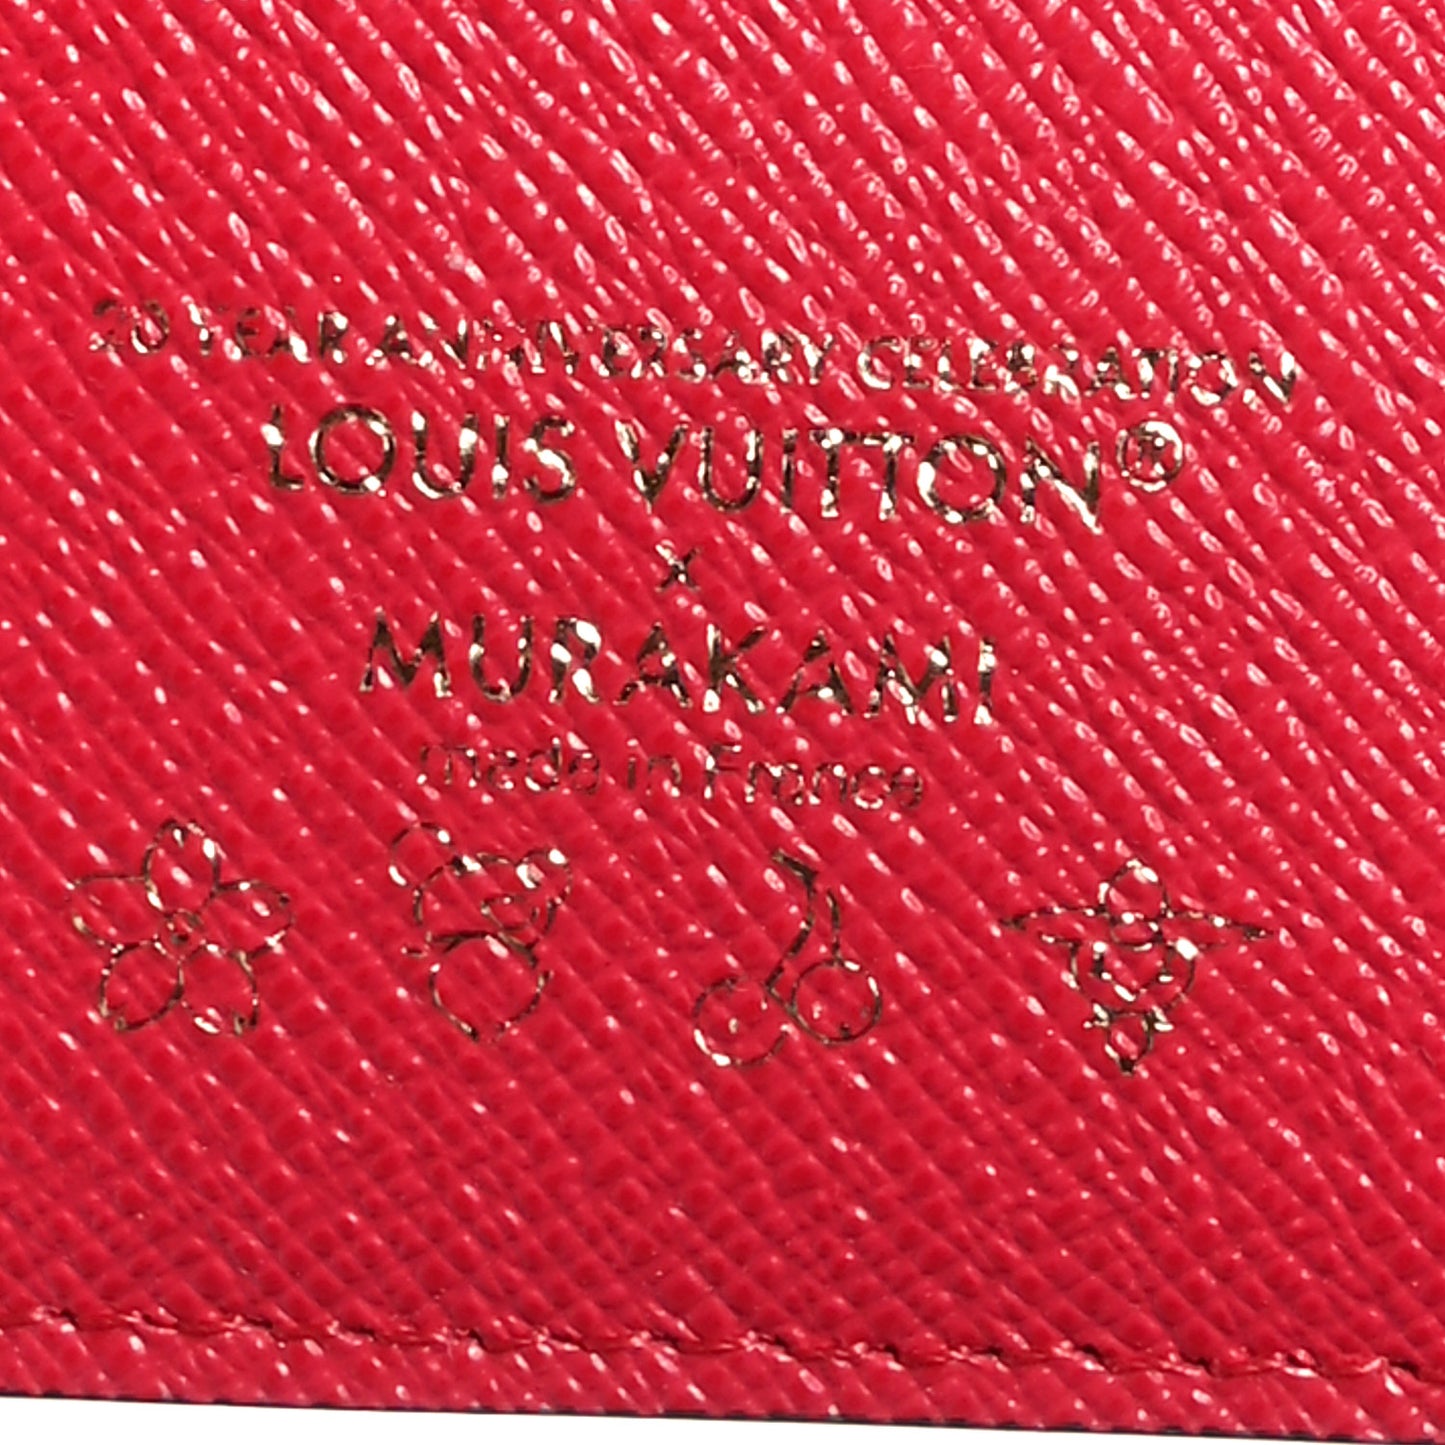 20 YEAR ANNIVERSARY CELEBRATION
LOUIS VUITTON®
x
MURAKAMI
made in France